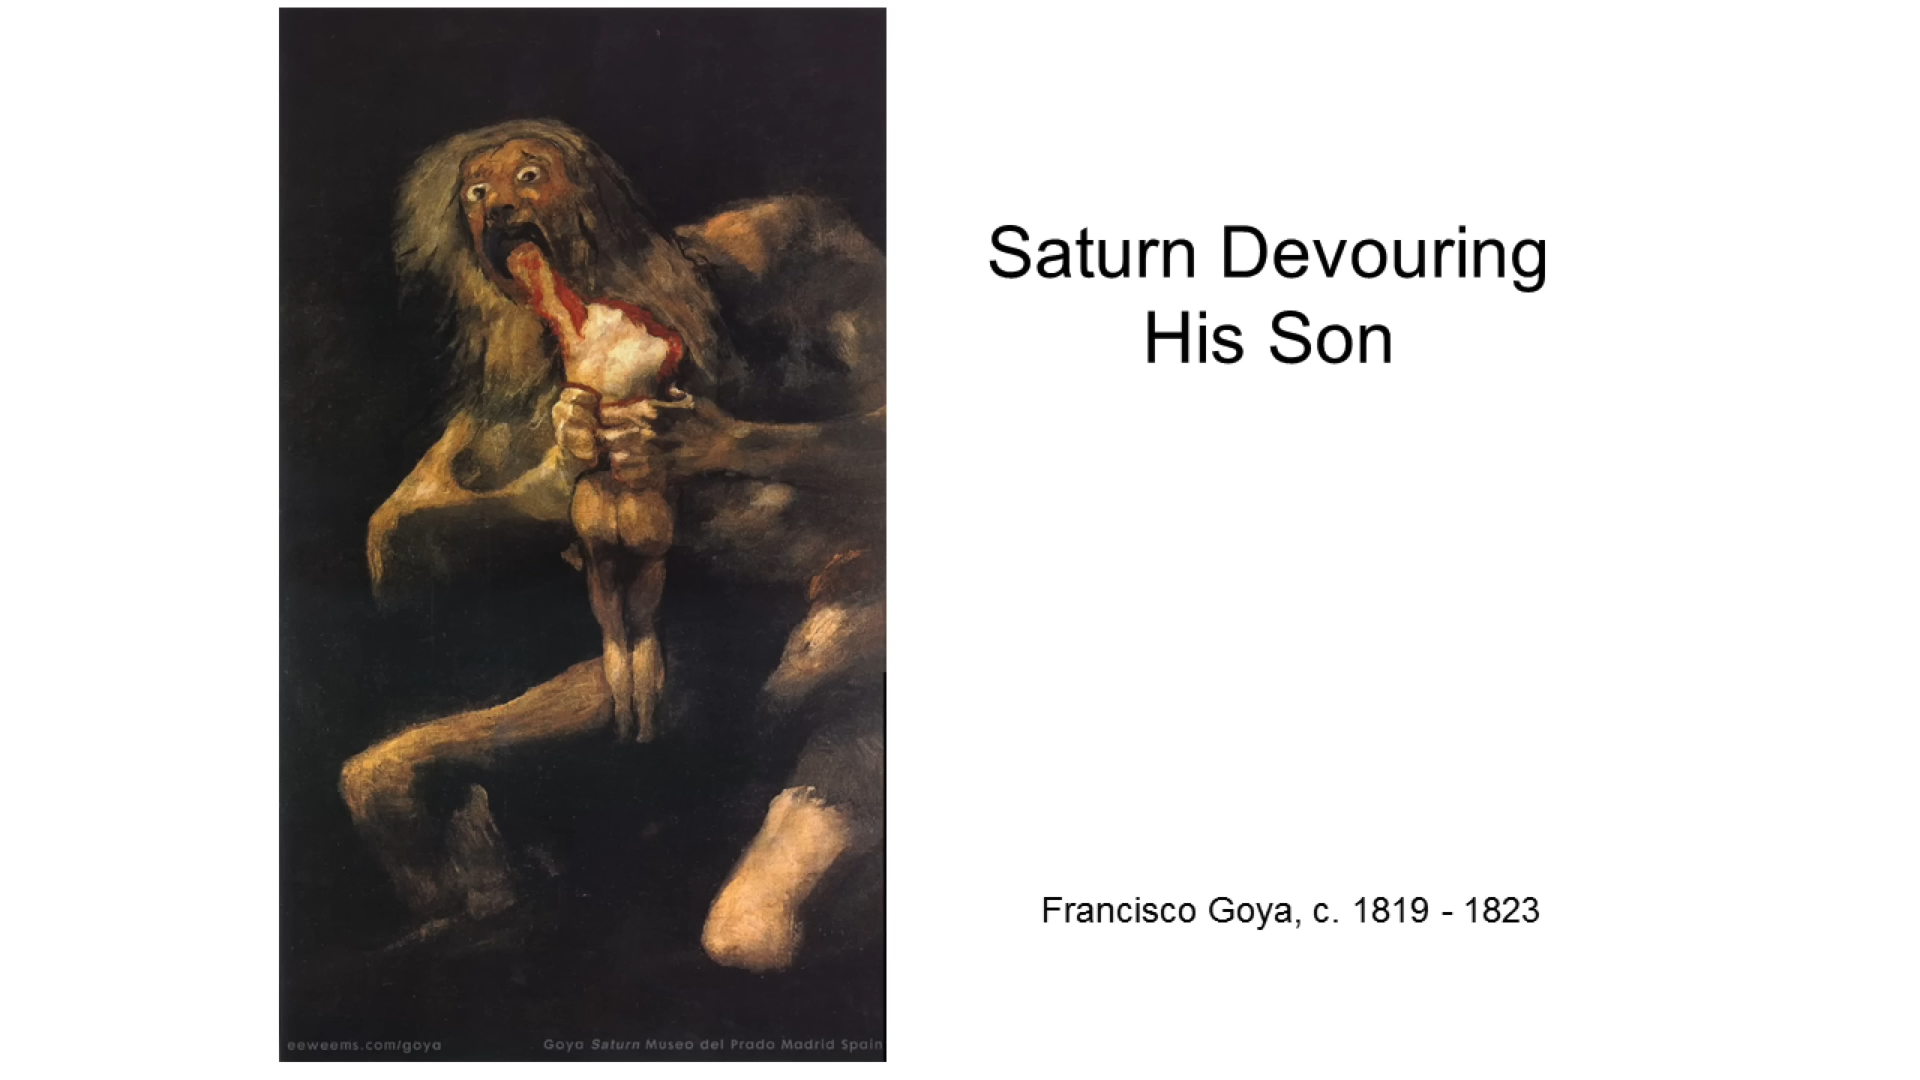 Saturn Devouring
His Son
Francisco Goya, c. 1819 - 1823
eeweems.com/goya
Goya Saturn Museo del Prado Madrid Spain